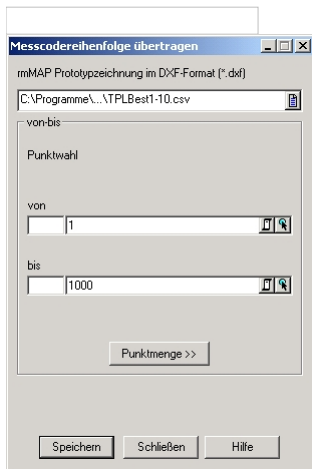 Messcodereihenfolge übertragen
rmMAP Prototypzeichnung im DXF-Format (*.dxf)
C:\Programme\...\TPLBest1-10.csv
von-bis
Punktwahl
von
1
bis
1000
Punktmenge >>
Speichern Schließen Hilfe